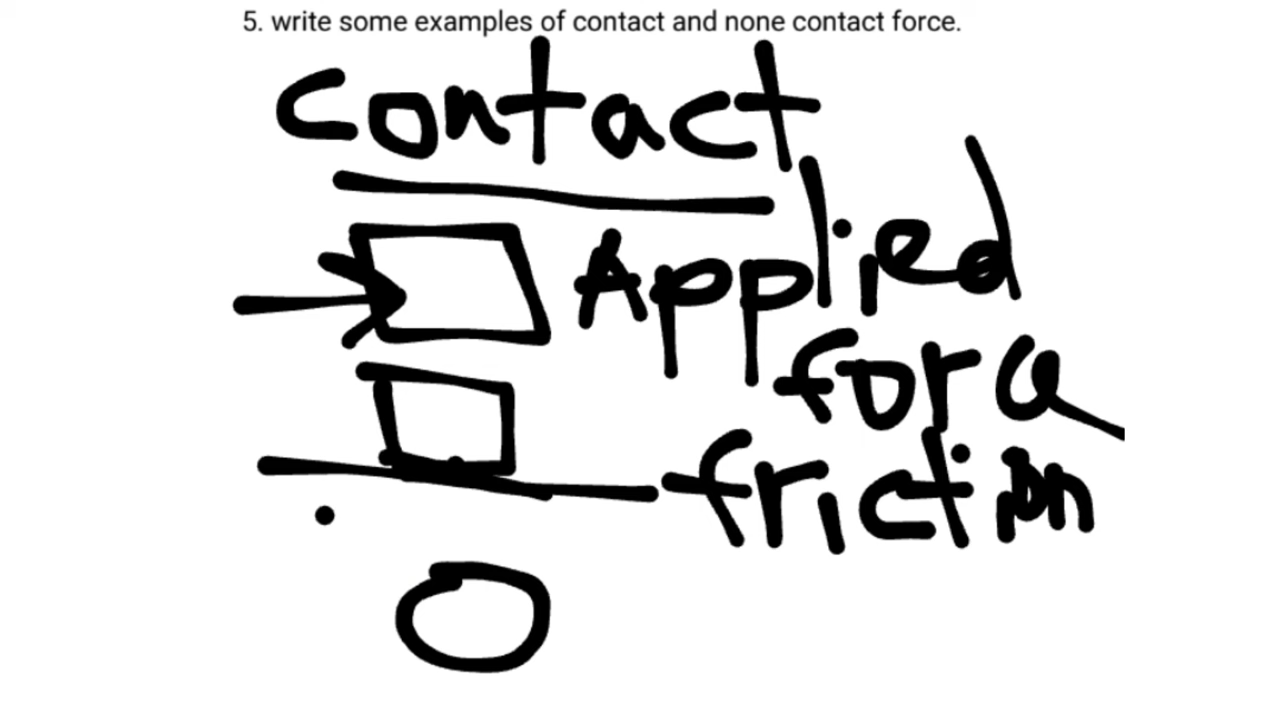 5. write some examples of contact and none contact force.
contact
Applied
force
friction